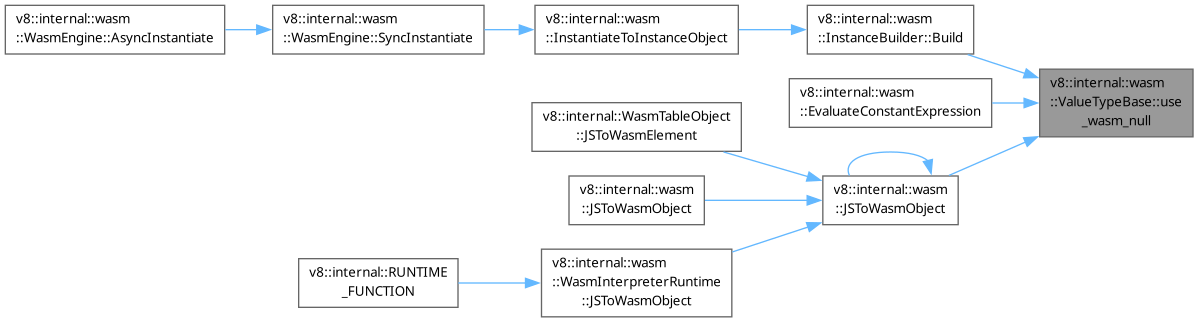 v8::internal::wasm
::WasmEngine::AsyncInstantiate
v8::internal::wasm
::WasmEngine::SyncInstantiate
v8::internal::wasm
::InstantiateToInstanceObject
v8::internal::wasm
::InstanceBuilder::Build
v8::internal::wasm
::ValueTypeBase::use
_wasm_null
v8::internal::wasm
::EvaluateConstantExpression
v8::internal::WasmTableObject
::JSToWasmElement
v8::internal::wasm
::JSToWasmObject
v8::internal::wasm
::JSToWasmObject
v8::internal::wasm
::WasmInterpreterRuntime
::JSToWasmObject
v8::internal::RUNTIME
_FUNCTION